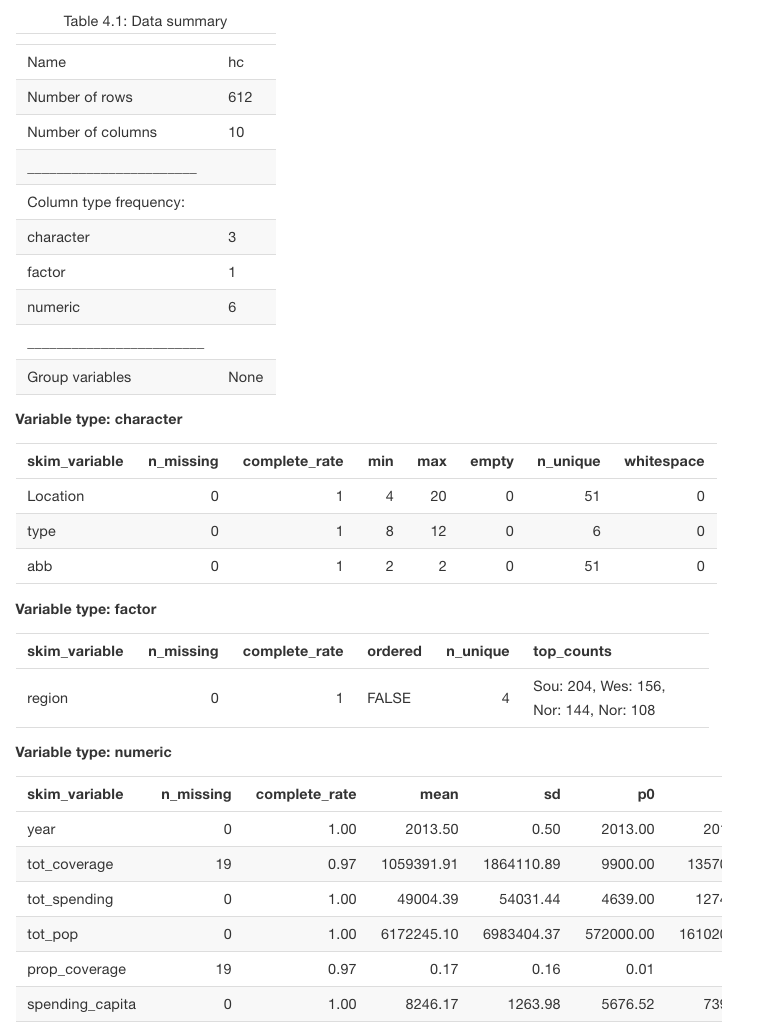 Table 4.1: Data summary
Name hc
Number of rows 612
Number of columns 10
_______________________
Column type frequency:
character 3
factor 1
numeric 6
________________________
Group variables None
Variable type: character
skim_variable n_missing complete_rate min max empty n_unique whitespace
Location 0 1 4 20 0 51 0
type 0 1 8 12 0 6 0
abb 0 1 2 2 0 51 0
Variable type: factor
skim_variable n_missing complete_rate ordered n_unique top_counts
region 0 1 FALSE 4 Sou: 204, Wes: 156,
Nor: 144, Nor: 108
Variable type: numeric
skim_variable n_missing complete_rate mean sd p0
year 0 1.00 2013.50 0.50 2013.00
tot_coverage 19 0.97 1059391.91 1864110.89 9900.00
tot_spending 0 1.00 49004.39 54031.44 4639.00
tot_pop 0 1.00 6172245.10 6983404.37 572000.00
prop_coverage 19 0.97 0.17 0.16 0.01
spending_capita 0 1.00 8246.17 1263.98 5676.52